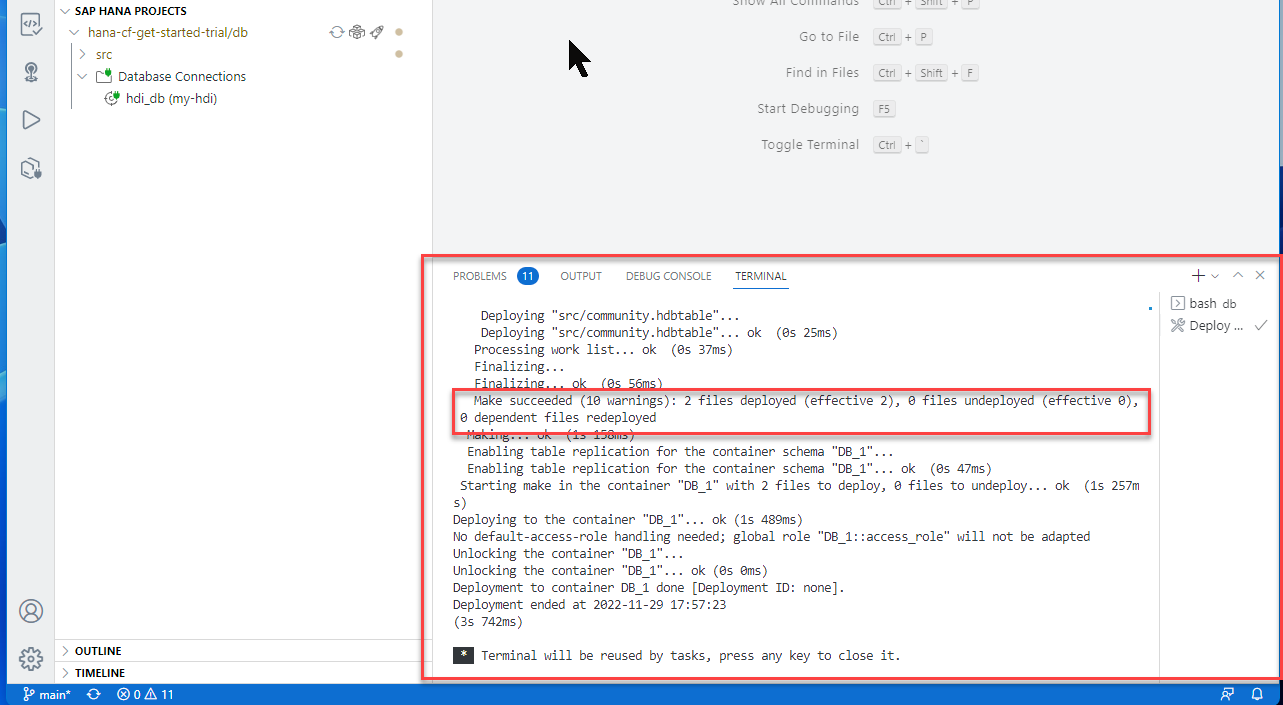 SAP HANA PROJECTS
hana-cf-get-started-trial/db
src
Database Connections
hdi_db (my-hdi)
Show All Commands Ctrl + Shift + P
Go to File Ctrl + P
Find in Files Ctrl + Shift + F
Start Debugging F5
Toggle Terminal Ctrl + `
PROBLEMS 11 OUTPUT DEBUG CONSOLE TERMINAL
bash db
Deploy ...
Deploying "src/community.hdbtable"...
Deploying "src/community.hdbtable"... ok (0s 25ms)
Processing work list... ok (0s 37ms)
Finalizing...
Finalizing... ok (0s 56ms)
Make succeeded (10 warnings): 2 files deployed (effective 2), 0 files undeployed (effective 0),
0 dependent files redeployed
Making... ok (1s 158ms)
Enabling table replication for the container schema "DB_1"...
Enabling table replication for the container schema "DB_1"... ok (0s 47ms)
Starting make in the container "DB_1" with 2 files to deploy, 0 files to undeploy... ok (1s 257m
s)
Deploying to the container "DB_1"... ok (1s 489ms)
No default-access-role handling needed; global role "DB_1::access_role" will not be adapted
Unlocking the container "DB_1"...
Unlocking the container "DB_1"... ok (0s 0ms)
Deployment to container DB_1 done [Deployment ID: none].
Deployment ended at 2022-11-29 17:57:23
(3s 742ms)
* Terminal will be reused by tasks, press any key to close it.
OUTLINE
TIMELINE
main* 0 11